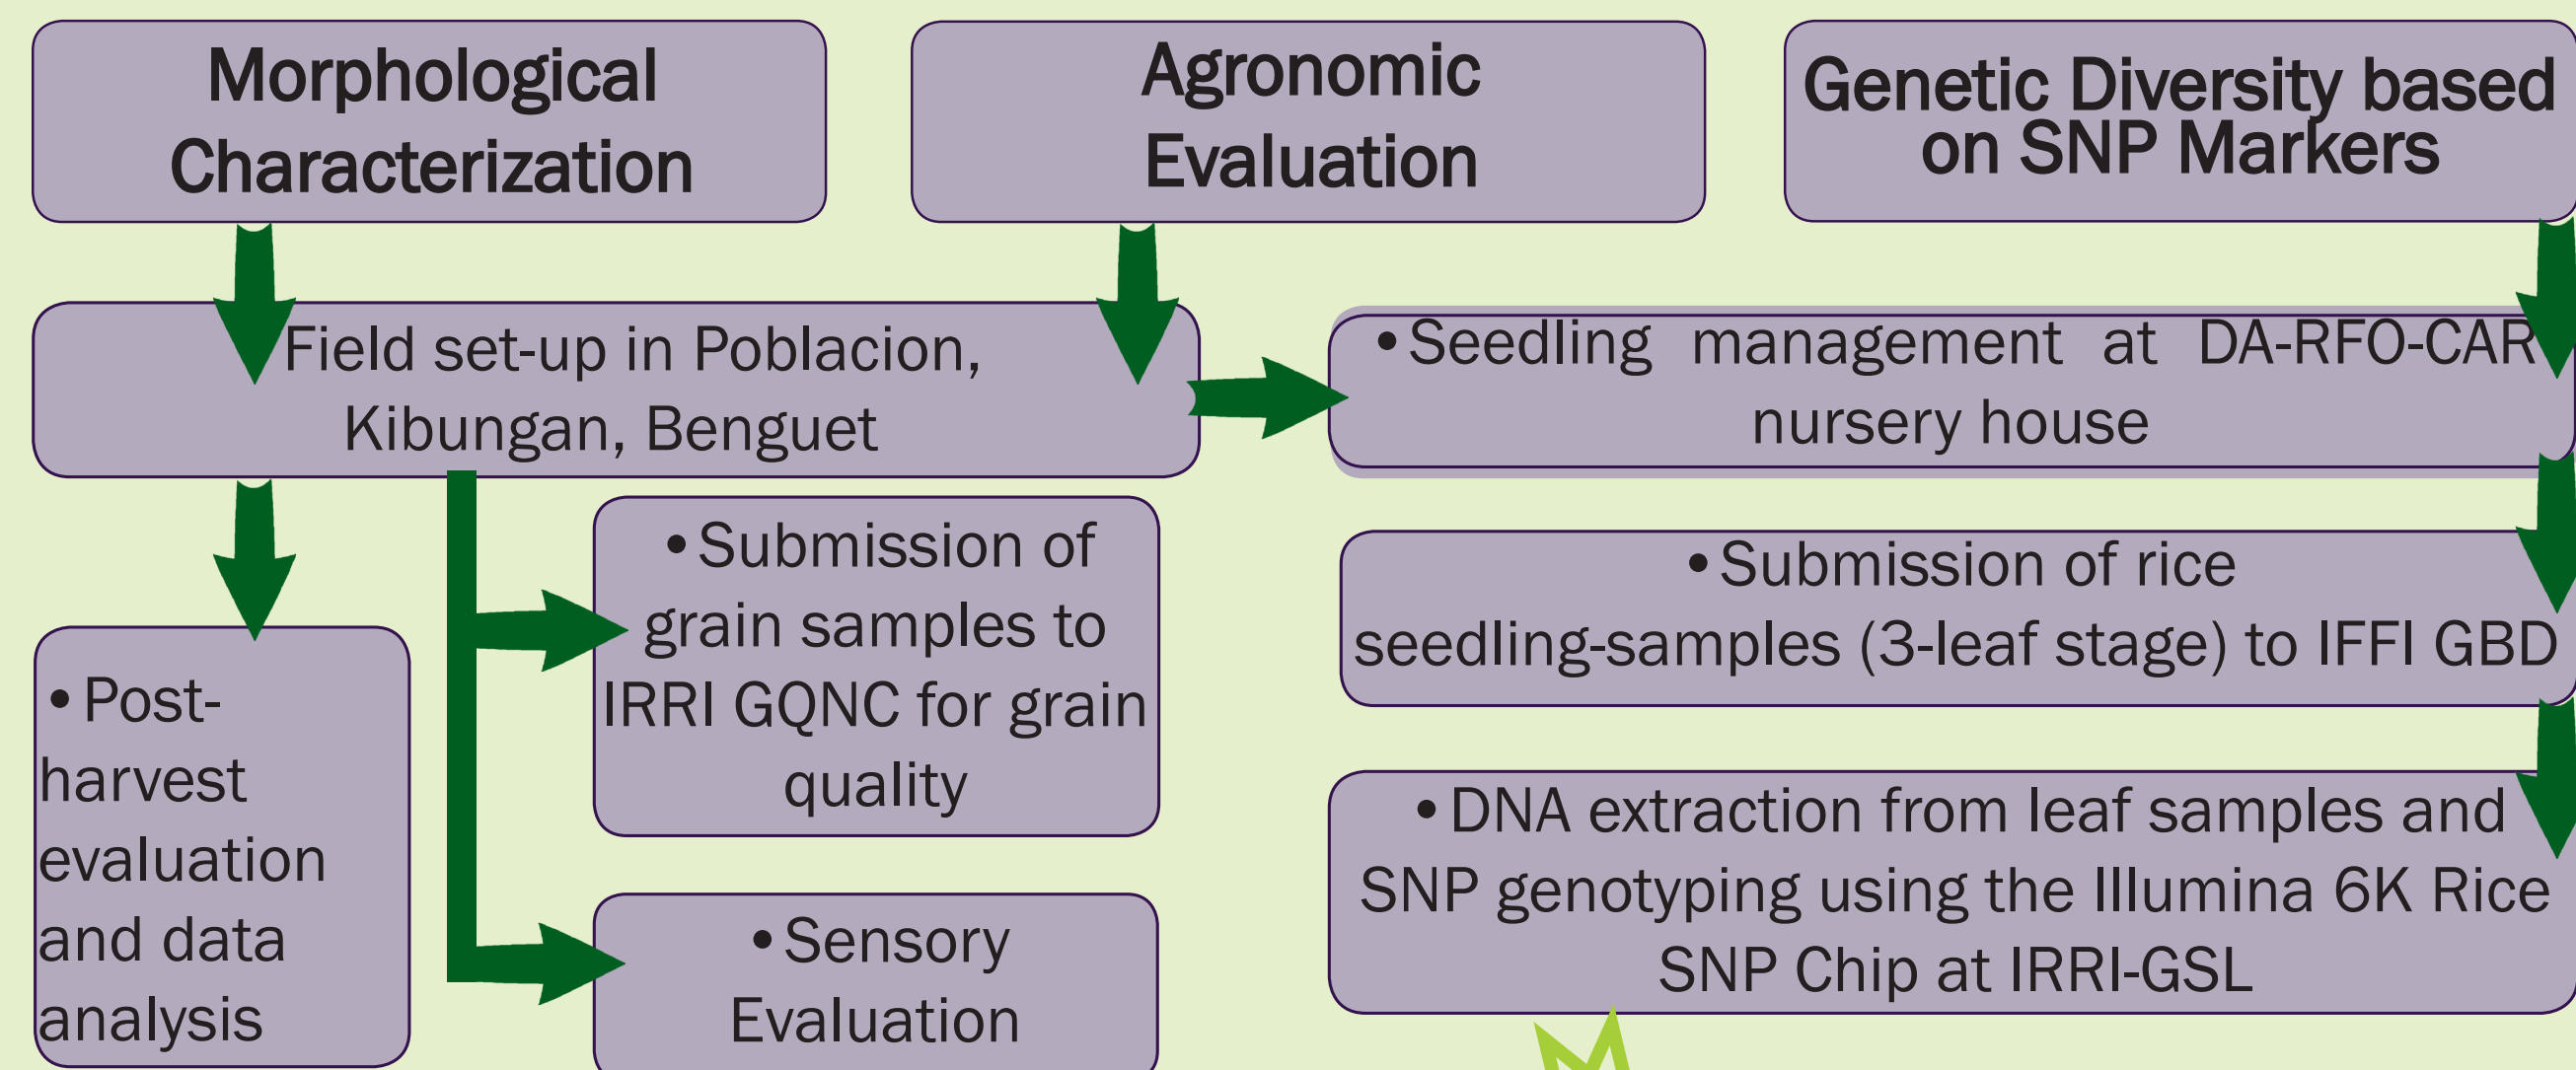 Morphological
Characterization
Agronomic
Evaluation
Genetic Diversity based
on SNP Markers
Field set-up in Poblacion,
Kibungan, Benguet
•Seedling management at DA-RFO-CAR
nursery house
•Submission of
grain samples to
IRRI GQNC for grain
quality
•Submission of rice
seedling-samples (3-leaf stage) to IFFI GBD
•Post-
harvest
evaluation
and data
analysis
•DNA extraction from leaf samples and
SNP genotyping using the Illumina 6K Rice
SNP Chip at IRRI-GSL
•Sensory
Evaluation